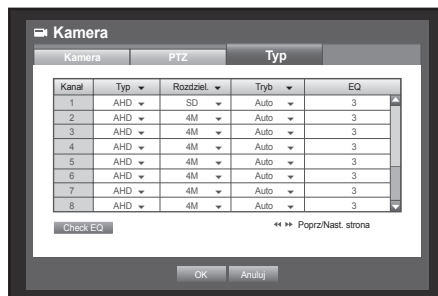 Kamera
Kamera PTZ Typ
Kanał Typ Rozdziel. Tryb EQ
1 AHD SD Auto 3
2 AHD 4M Auto 3
3 AHD 4M Auto 3
4 AHD 4M Auto 3
5 AHD 4M Auto 3
6 AHD 4M Auto 3
7 AHD 4M Auto 3
8 AHD 4M Auto 3
Check EQ Poprz/Nast. strona
OK Anuluj